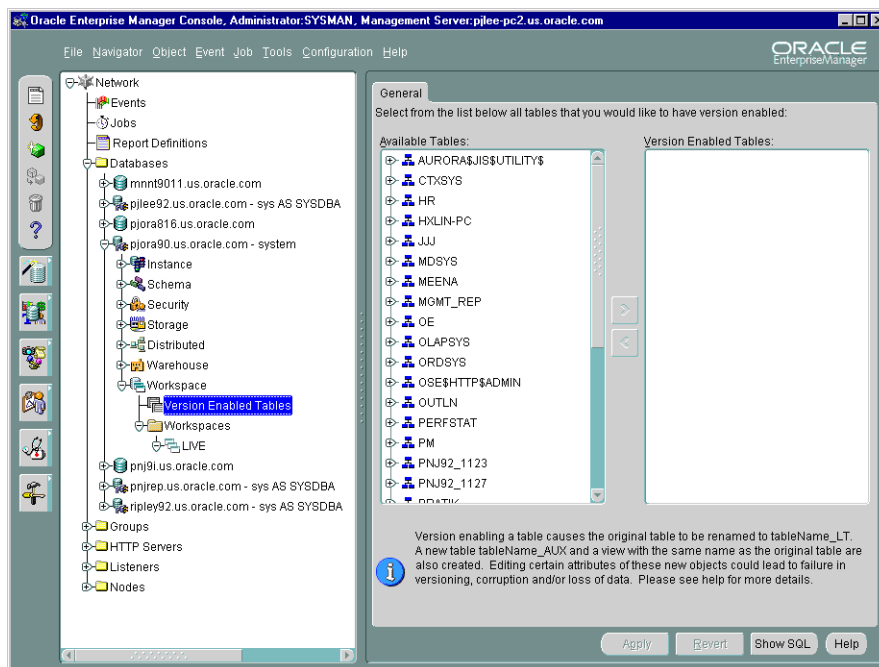 Oracle Enterprise Manager Console, Administrator:SYSMAN, Management Server:pjlee-pc2.us.oracle.com
File Navigator Object Event Job Tools Configuration Help
ORACLE
EnterpriseManager
Network
Events
Jobs
Report Definitions
Databases
mnnt9011.us.oracle.com
pjlee92.us.oracle.com - sys AS SYSDBA
pjora816.us.oracle.com
pjora90.us.oracle.com - system
Instance
Schema
Security
Storage
Distributed
Warehouse
Workspace
Version Enabled Tables
Workspaces
LIVE
pnj9i.us.oracle.com
pnjrep.us.oracle.com - sys AS SYSDBA
ripley92.us.oracle.com - sys AS SYSDBA
Groups
HTTP Servers
Listeners
Nodes
General
Select from the list below all tables that you would like to have version enabled:
Available Tables:
Version Enabled Tables:
AURORA$JIS$UTILITY$
CTXSYS
HR
HXLIN-PC
JJJ
MDSYS
MEENA
MGMT_REP
OE
OLAPSYS
ORDSYS
OSE$HTTP$ADMIN
OUTLN
PERFSTAT
PM
PNJ92_1123
PNJ92_1127
Version enabling a table causes the original table to be renamed to tableName_LT.
A new table tableName_AUX and a view with the same name as the original table are
also created. Editing certain attributes of these new objects could lead to failure in
versioning, corruption and/or loss of data. Please see help for more details.
Apply Revert Show SQL Help